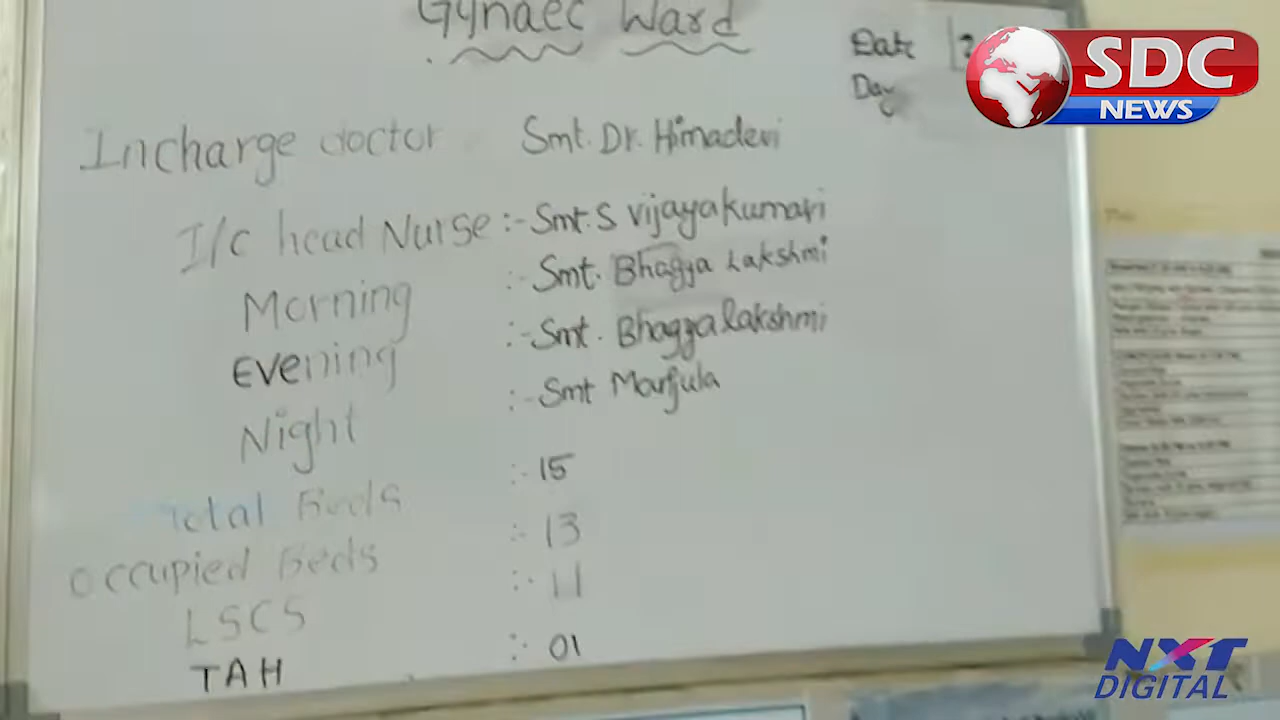 Gynaec Ward
Date
Day
SDC
NEWS
Incharge doctor Smt. Dr. Himadevi
I/c head Nurse :- Smt. S Vijayakumari
Morning :- Smt. Bhagya Lakshmi
Evening :- Smt. Bhagyalakshmi
Night :- Smt Manjula
Total Beds :- 15
Occupied Beds :- 13
LSCS :- 11
TAH :- 01
NXT
DIGITAL